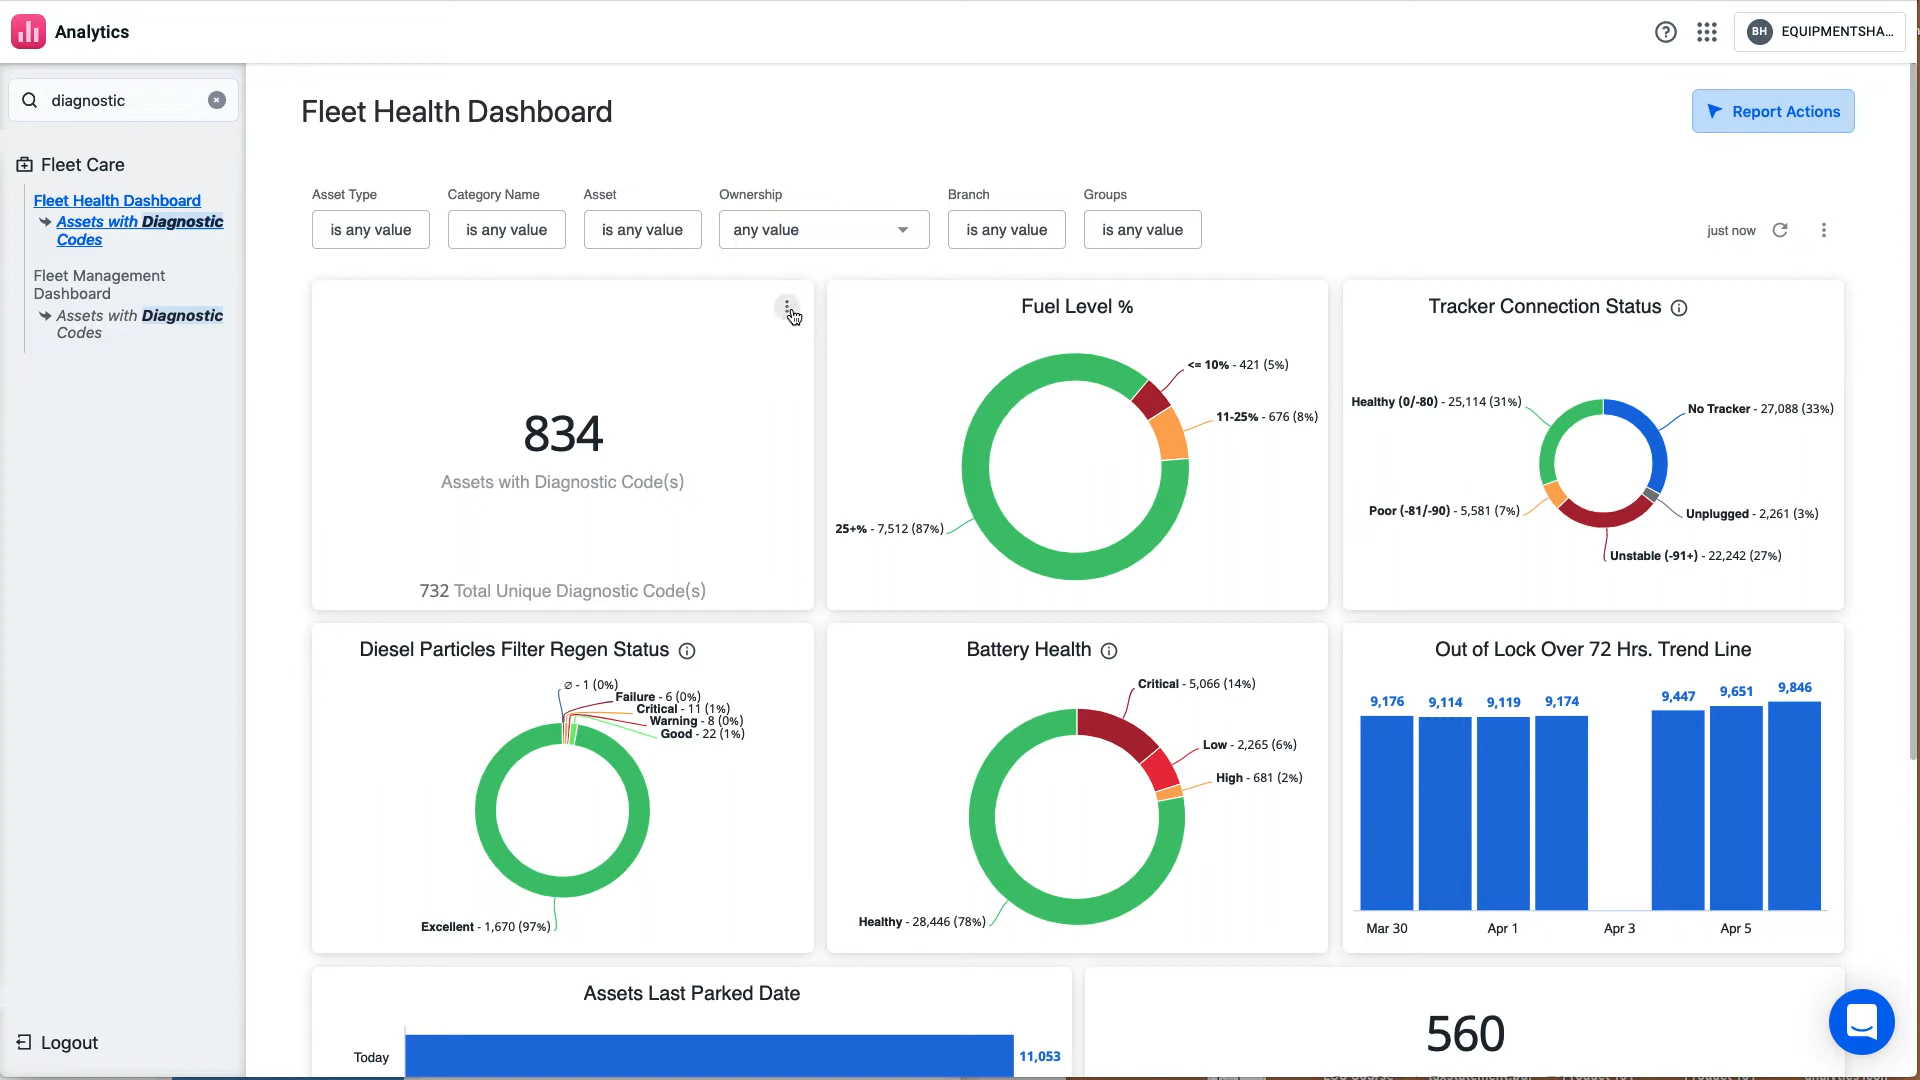 Analytics
BH EQUIPMENTSHA...
diagnostic
Fleet Care
Fleet Health Dashboard
Assets with Diagnostic
Codes
Fleet Management
Dashboard
Assets with Diagnostic
Codes
Logout
Fleet Health Dashboard
Report Actions
Asset Type
Category Name
Asset
Ownership
Branch
Groups
is any value
is any value
is any value
any value
is any value
is any value
just now
834
Assets with Diagnostic Code(s)
732 Total Unique Diagnostic Code(s)
Fuel Level %
<= 10% - 421 (5%)
11-25% - 676 (8%)
25+% - 7,512 (87%)
Tracker Connection Status
Healthy (0/-80) - 25,114 (31%)
No Tracker - 27,088 (33%)
Poor (-81/-90) - 5,581 (7%)
Unplugged - 2,261 (3%)
Unstable (-91+) - 22,242 (27%)
Diesel Particles Filter Regen Status
∅ - 1 (0%)
Failure - 6 (0%)
Critical - 11 (1%)
Warning - 8 (0%)
Good - 22 (1%)
Excellent - 1,670 (97%)
Battery Health
Critical - 5,066 (14%)
Low - 2,265 (6%)
High - 681 (2%)
Healthy - 28,446 (78%)
Out of Lock Over 72 Hrs. Trend Line
9,176
9,114
9,119
9,174
9,447
9,651
9,846
Mar 30
Apr 1
Apr 3
Apr 5
Assets Last Parked Date
Today
11,053
560